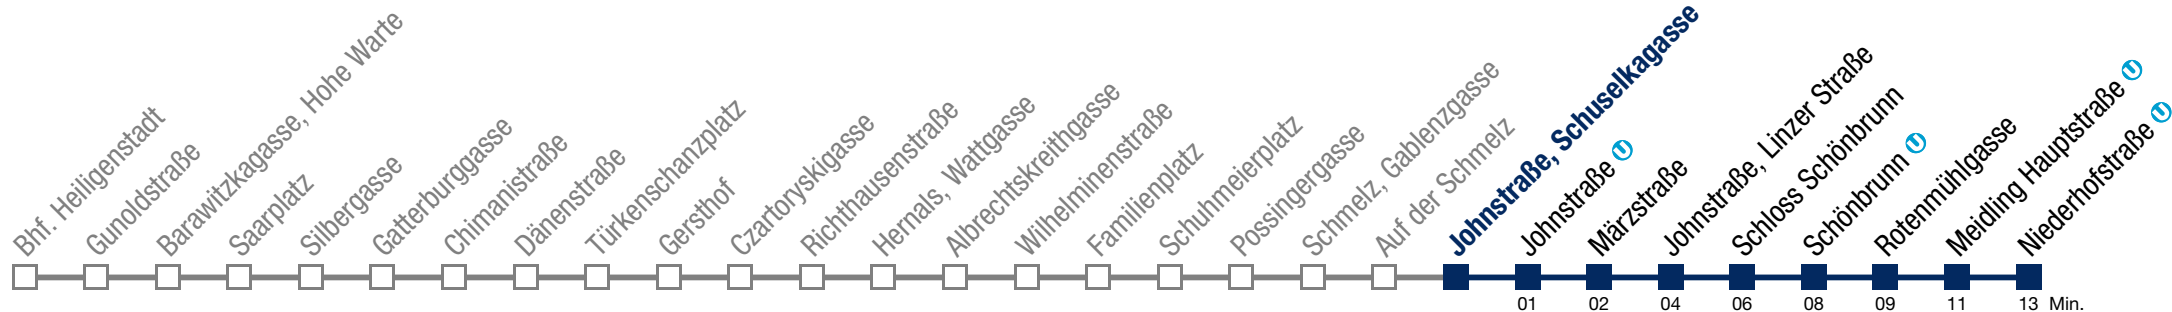 Bhf. Heiligenstadt
Gunoldstraße
Barawitzkagasse, Hohe Warte
Saarplatz
Silbergasse
Gatterburggasse
Chimanistraße
Dänenstraße
Türkenschanzplatz
Gersthof
Czartoryskigasse
Richthausenstraße
Hernals, Wattgasse
Albrechtskreithgasse
Wilhelminenstraße
Familienplatz
Schuhmeierplatz
Possingergasse
Schmelz, Gablenzgasse
Auf der Schmelz
Johnstraße, Schuselkagasse
Johnstraße U
Märzstraße
Johnstraße, Linzer Straße
Schloss Schönbrunn
Schönbrunn U
Rotenmühlgasse
Meidling Hauptstraße U
Niederhofstraße U
01 02 04 06 08 09 11 13 Min.